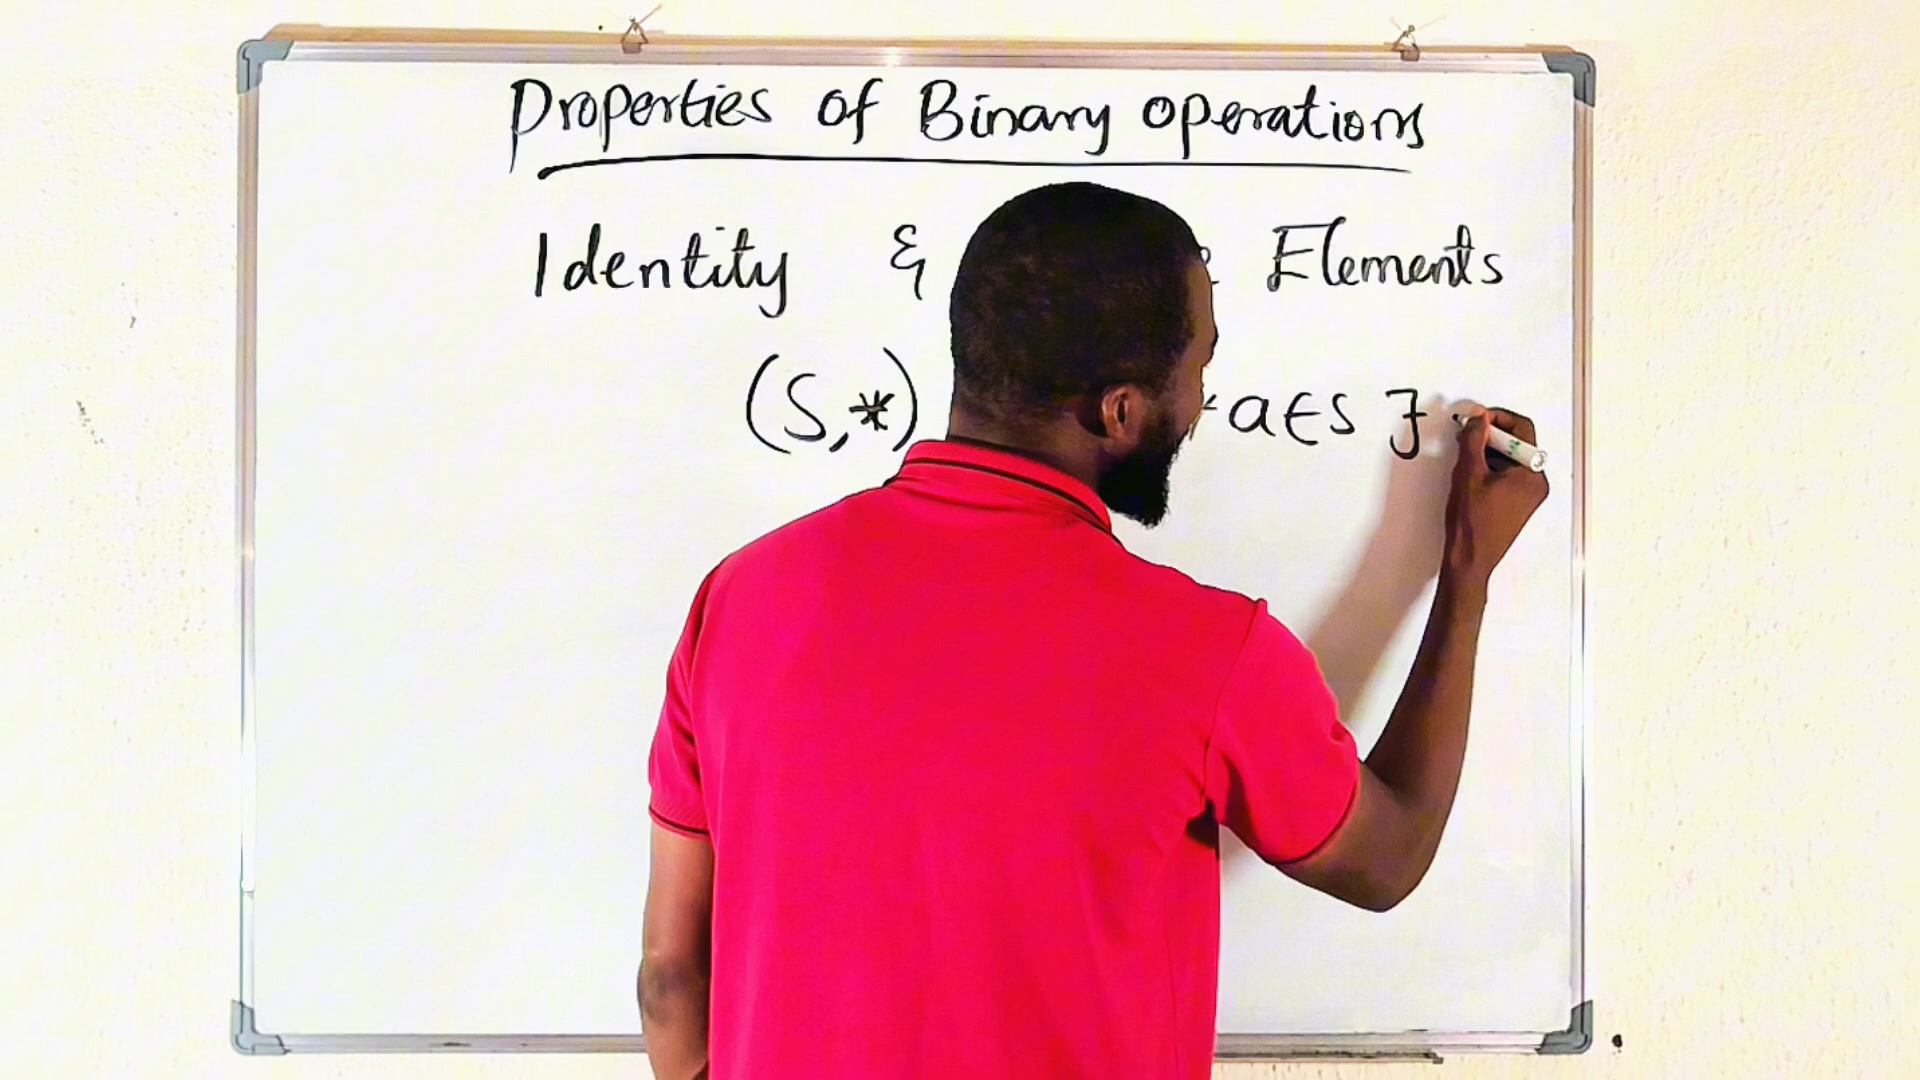 Properties of Binary operations
Identity & Elements
(S,*) a∈S ∃